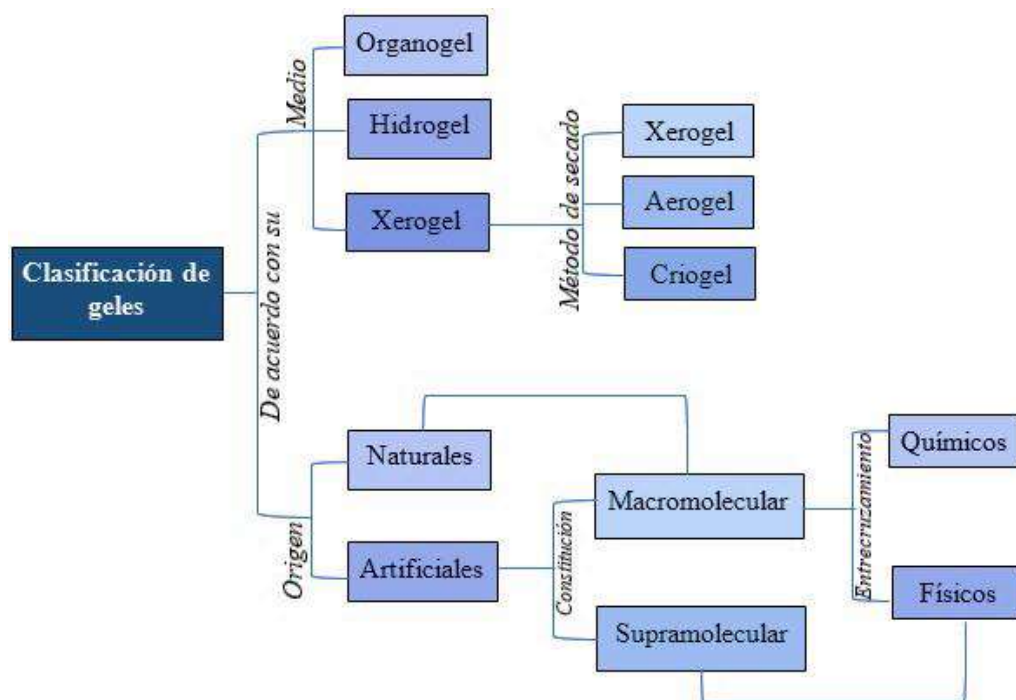 Clasificación de
geles
De acuerdo con su
Medio
Organogel
Hidrogel
Xerogel
Método de secado
Xerogel
Aerogel
Criogel
Origen
Naturales
Artificiales
Constitución
Macromolecular
Supramolecular
Entrecruzamiento
Químicos
Físicos